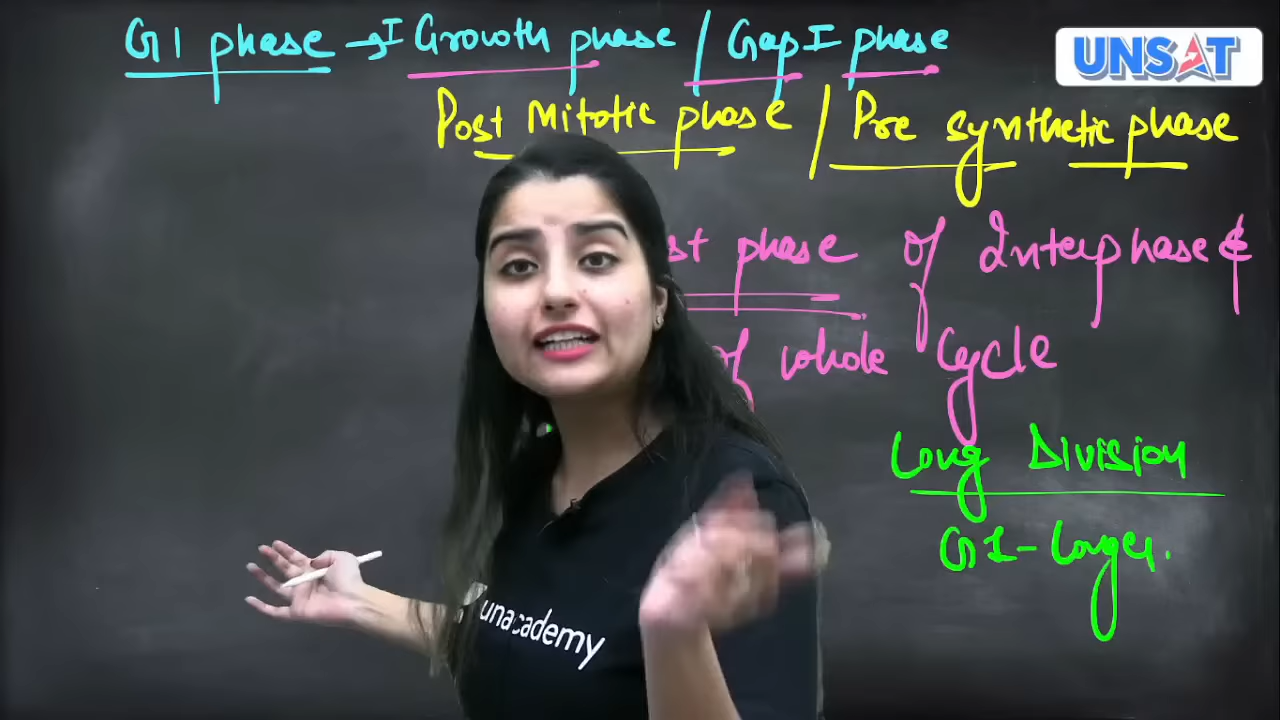 G1 phase → I Growth phase / Gap I phase
UNSAT
Post Mitotic phase / Pre synthetic phase
st phase of Interphase &
of whole cycle
Long Division
G1 - Longer.
unacademy